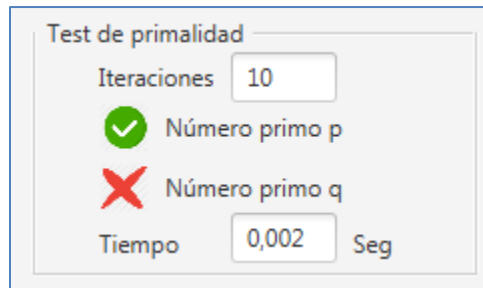 Test de primalidad
Iteraciones 10
Número primo p
Número primo q
Tiempo 0,002 Seg